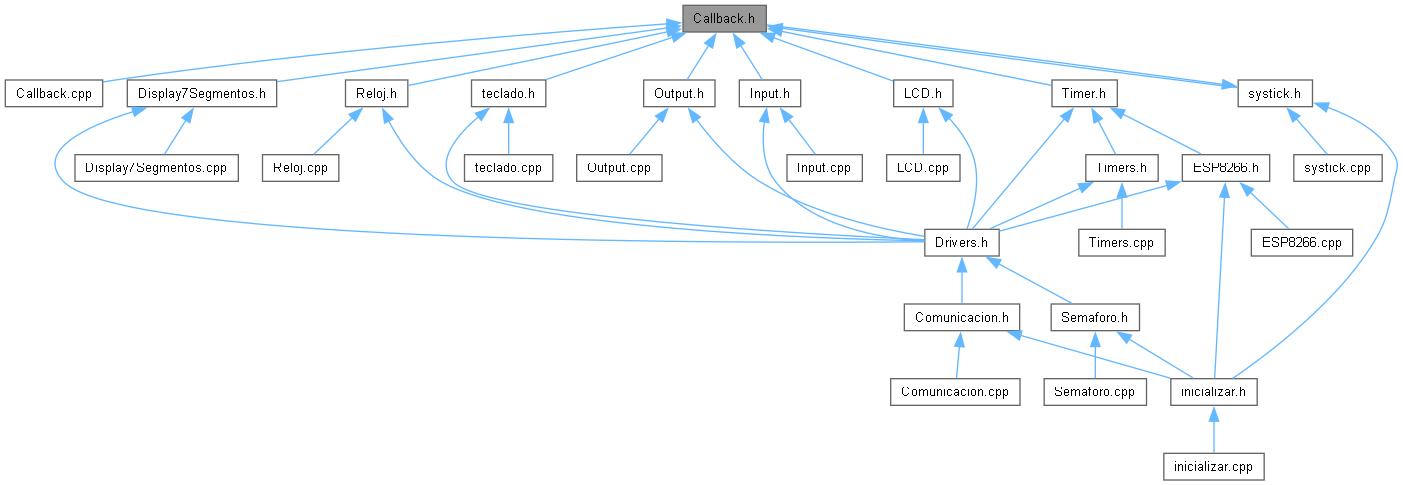 Callback.h
Callback.cpp
Display7Segmentos.h
Reloj.h
teclado.h
Output.h
Input.h
LCD.h
Timer.h
systick.h
Display7Segmentos.cpp
Reloj.cpp
teclado.cpp
Output.cpp
Input.cpp
LCD.cpp
Timers.h
ESP8266.h
systick.cpp
Drivers.h
Timers.cpp
ESP8266.cpp
Comunicacion.h
Semaforo.h
Comunicacion.cpp
Semaforo.cpp
inicializar.h
inicializar.cpp